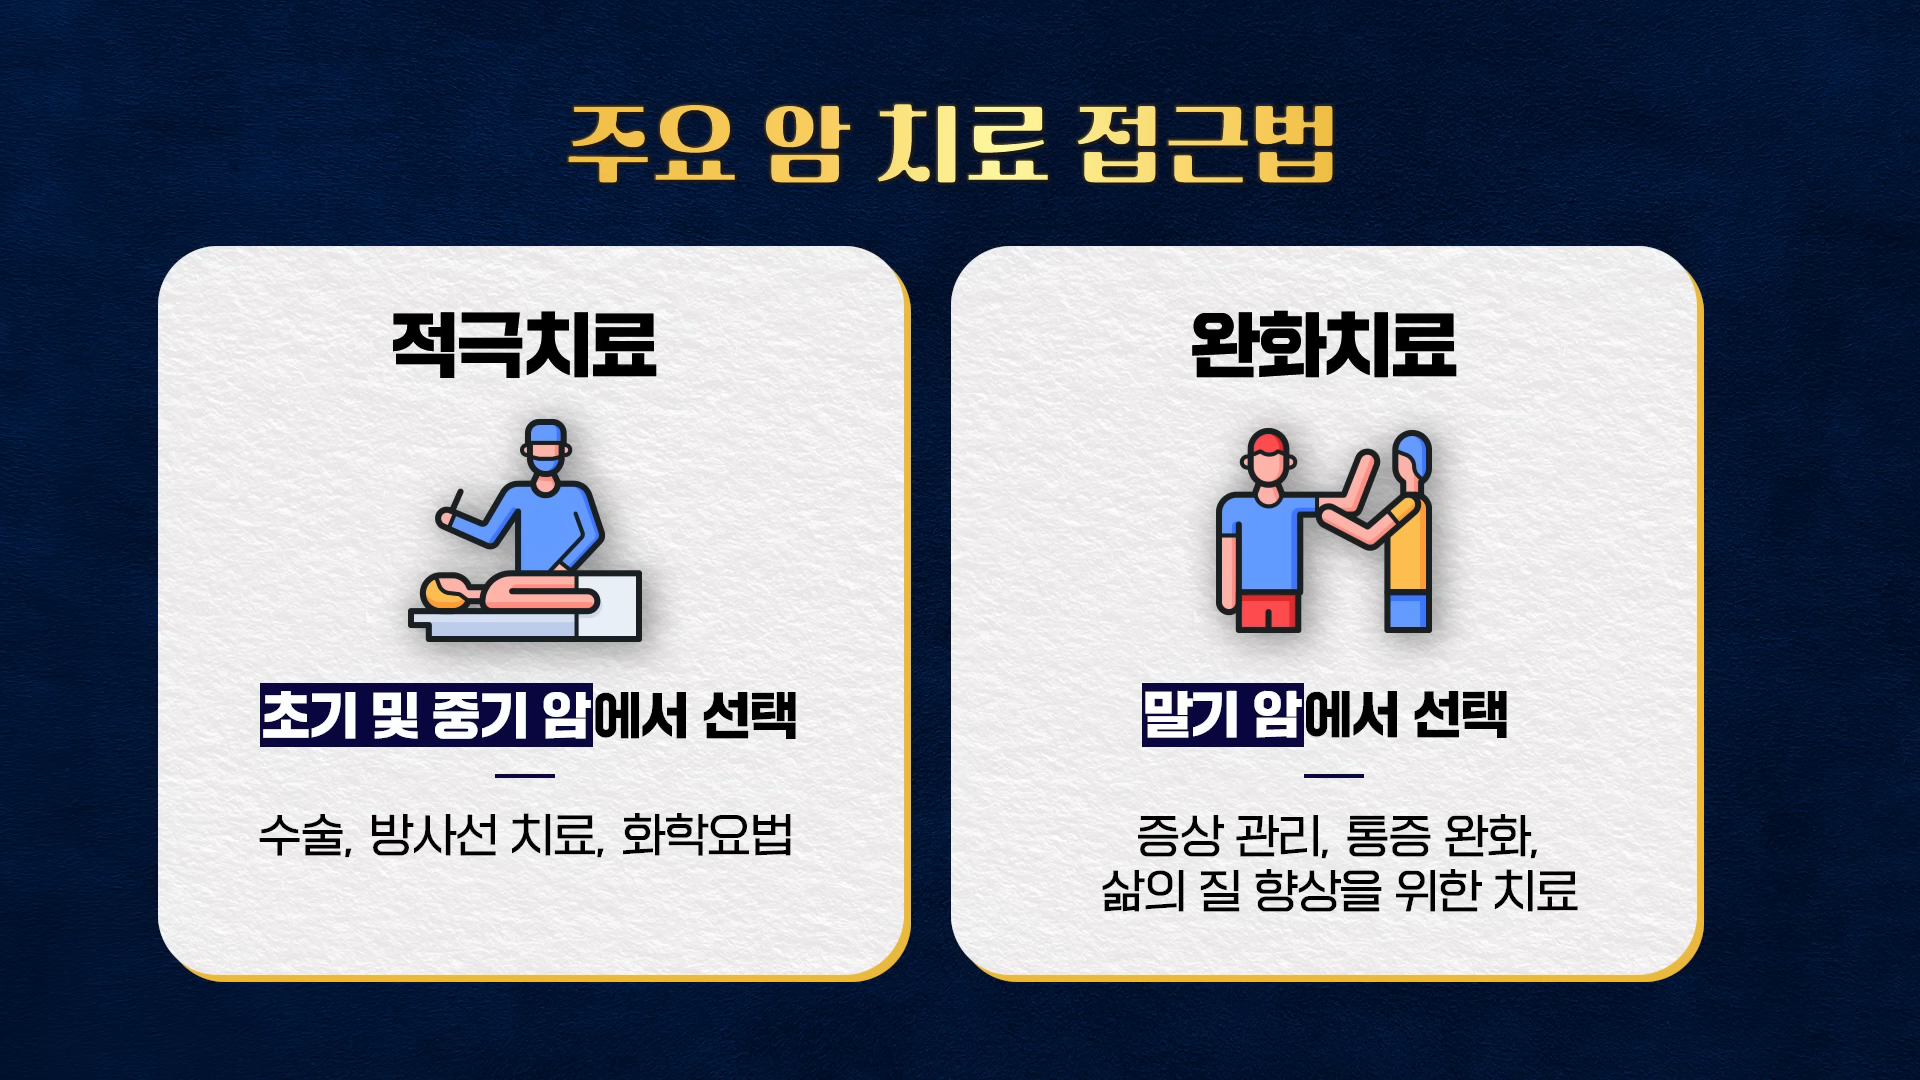 주요 암 치료 접근법
적극치료
초기 및 중기 암에서 선택
수술, 방사선 치료, 화학요법
완화치료
말기 암에서 선택
증상 관리, 통증 완화,
삶의 질 향상을 위한 치료